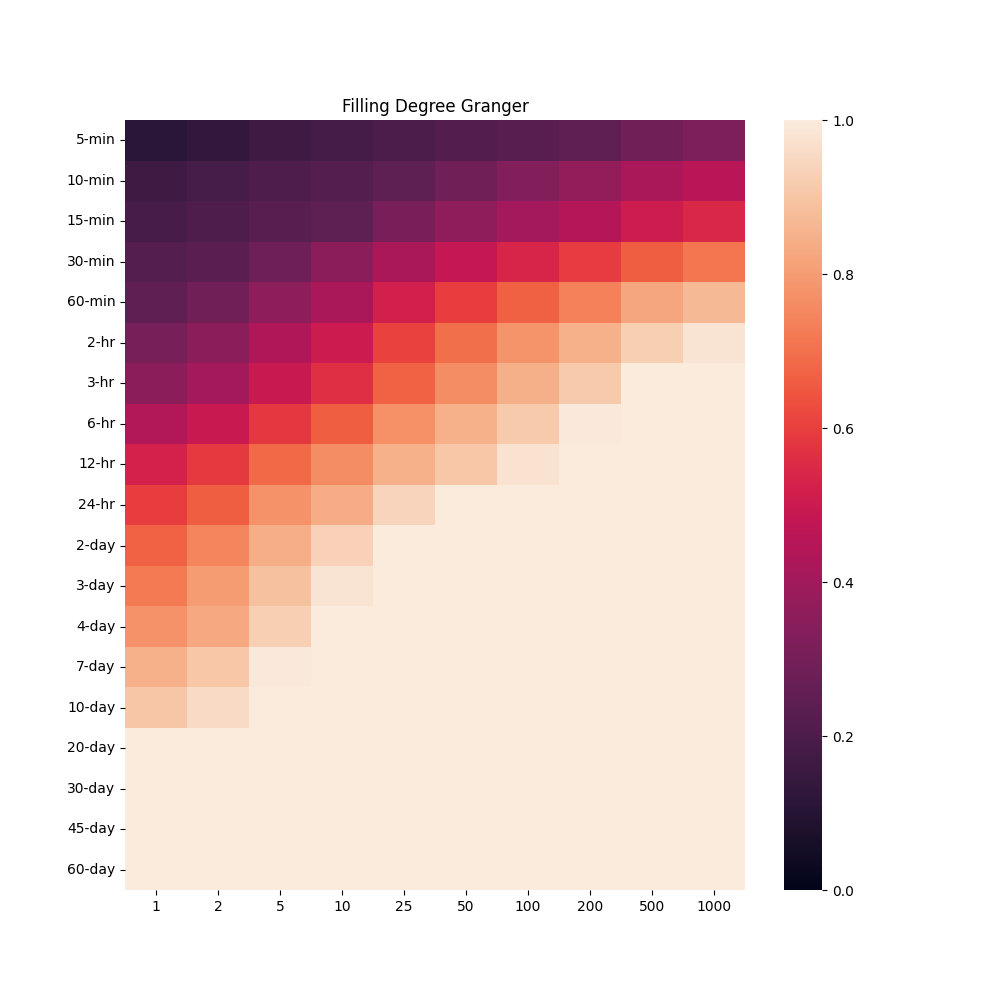 Filling Degree Granger
5-min
10-min
15-min
30-min
60-min
2-hr
3-hr
6-hr
12-hr
24-hr
2-day
3-day
4-day
7-day
10-day
20-day
30-day
45-day
60-day
1 2 5 10 25 50 100 200 500 1000
1.0
0.8
0.6
0.4
0.2
0.0